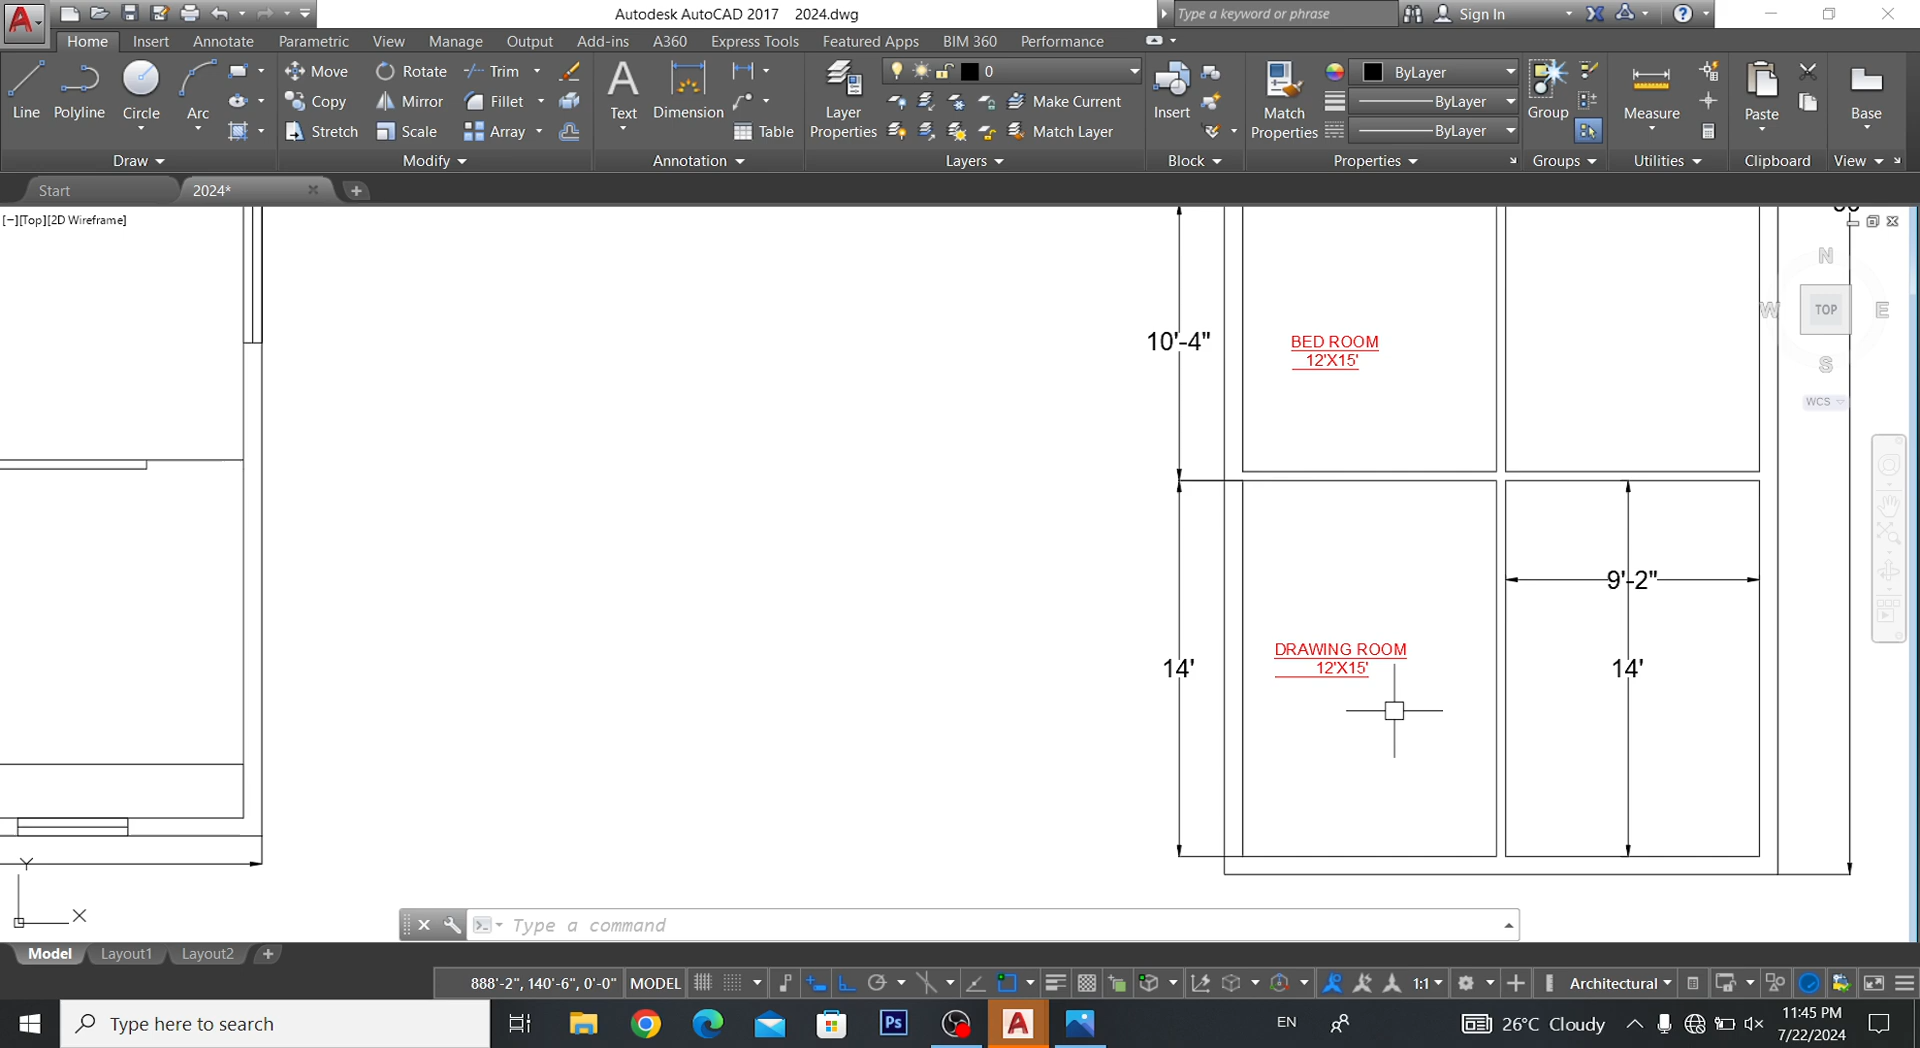 Autodesk AutoCAD 2017 2024.dwg
Type a keyword or phrase
Sign In
Home Insert Annotate Parametric View Manage Output Add-ins A360 Express Tools Featured Apps BIM 360 Performance
Line Polyline Circle Arc
Move Rotate Trim
Copy Mirror Fillet
Stretch Scale Array
Text Dimension Table
Layer Properties
0
Make Current
Match Layer
Insert
Match Properties
ByLayer
ByLayer
ByLayer
Group Measure Paste Base
Draw Modify Annotation Layers Block Properties Groups Utilities Clipboard View
Start 2024*
[−][Top][2D Wireframe]
N
W TOP E
S
WCS
10'-4"
BED ROOM
12'X15'
9'-2"
DRAWING ROOM
12'X15'
14'
14'
Y
X
Type a command
Model Layout1 Layout2
888'-2", 140'-6", 0'-0" MODEL 1:1 Architectural
Type here to search
Ps
EN
26°C Cloudy
11:45 PM
7/22/2024